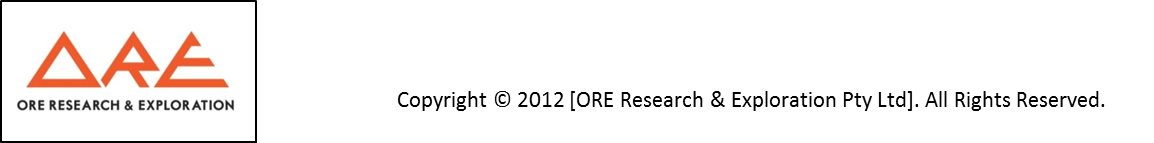 ORE
ORE RESEARCH & EXPLORATION
Copyright © 2012 [ORE Research & Exploration Pty Ltd]. All Rights Reserved.